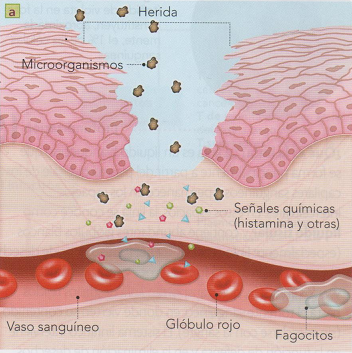 a
Herida
Microorganismos
Señales químicas
(histamina y otras)
Vaso sanguíneo
Glóbulo rojo
Fagocitos